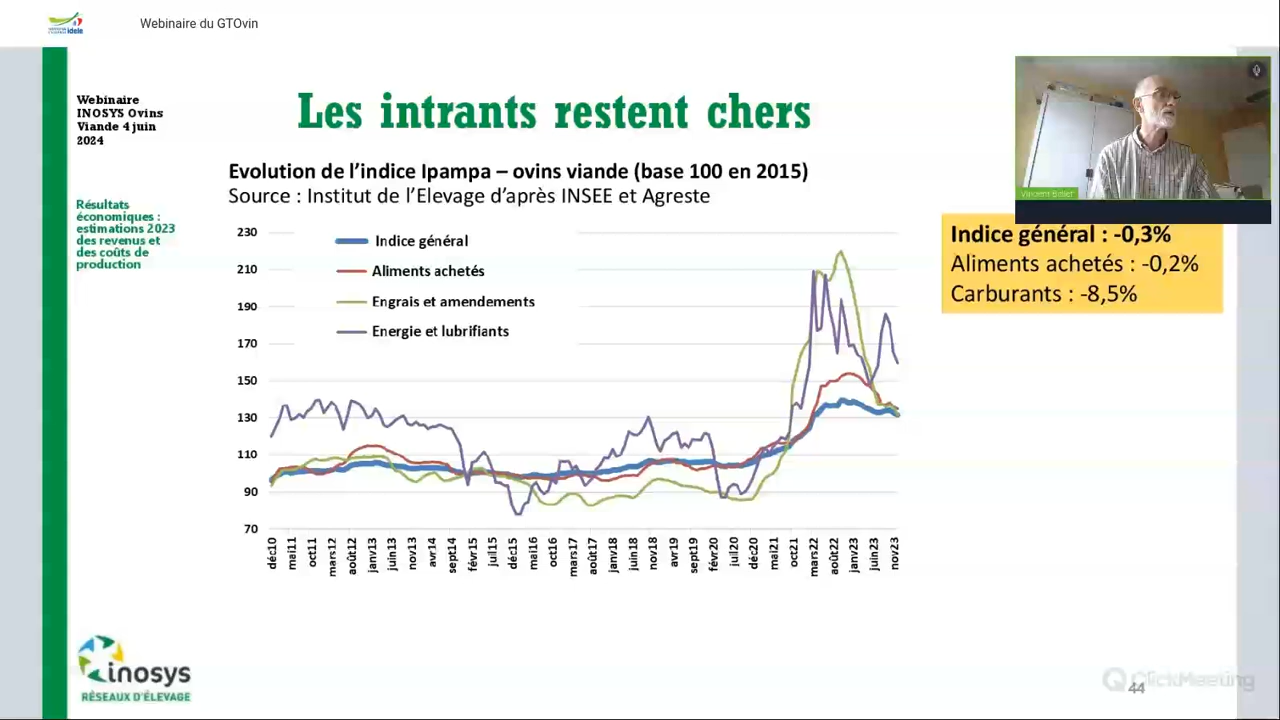 Webinaire du GTOvin
idele
Webinaire
INOSYS Ovins
Viande 4 juin
2024
Les intrants restent chers
Evolution de l'indice Ipampa – ovins viande (base 100 en 2015)
Source : Institut de l'Elevage d'après INSEE et Agreste
Résultats
économiques :
estimations 2023
des revenus et
des coûts de
production
Indice général : -0,3%
Aliments achetés : -0,2%
Carburants : -8,5%
Indice général
Aliments achetés
Engrais et amendements
Energie et lubrifiants
230
210
190
170
150
130
110
90
70
déc10
mai11
oct11
mars12
août12
janv13
juin13
nov13
avr14
sept14
févr15
juil15
déc15
mai16
oct16
mars17
août17
janv18
juin18
nov18
avr19
sept19
févr20
juil20
déc20
mai21
oct21
mars22
août22
janv23
juin23
nov23
inosys
RÉSEAUX D'ÉLEVAGE
ClickMeeting
44